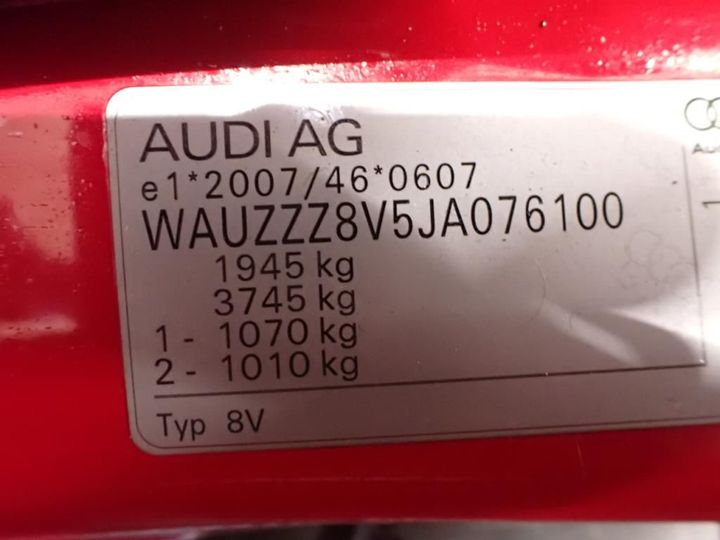 AUDI AG
e1*2007/46*0607
WAUZZZ8V5JA076100
1945 kg
3745 kg
1 - 1070 kg
2 - 1010 kg
Typ 8V